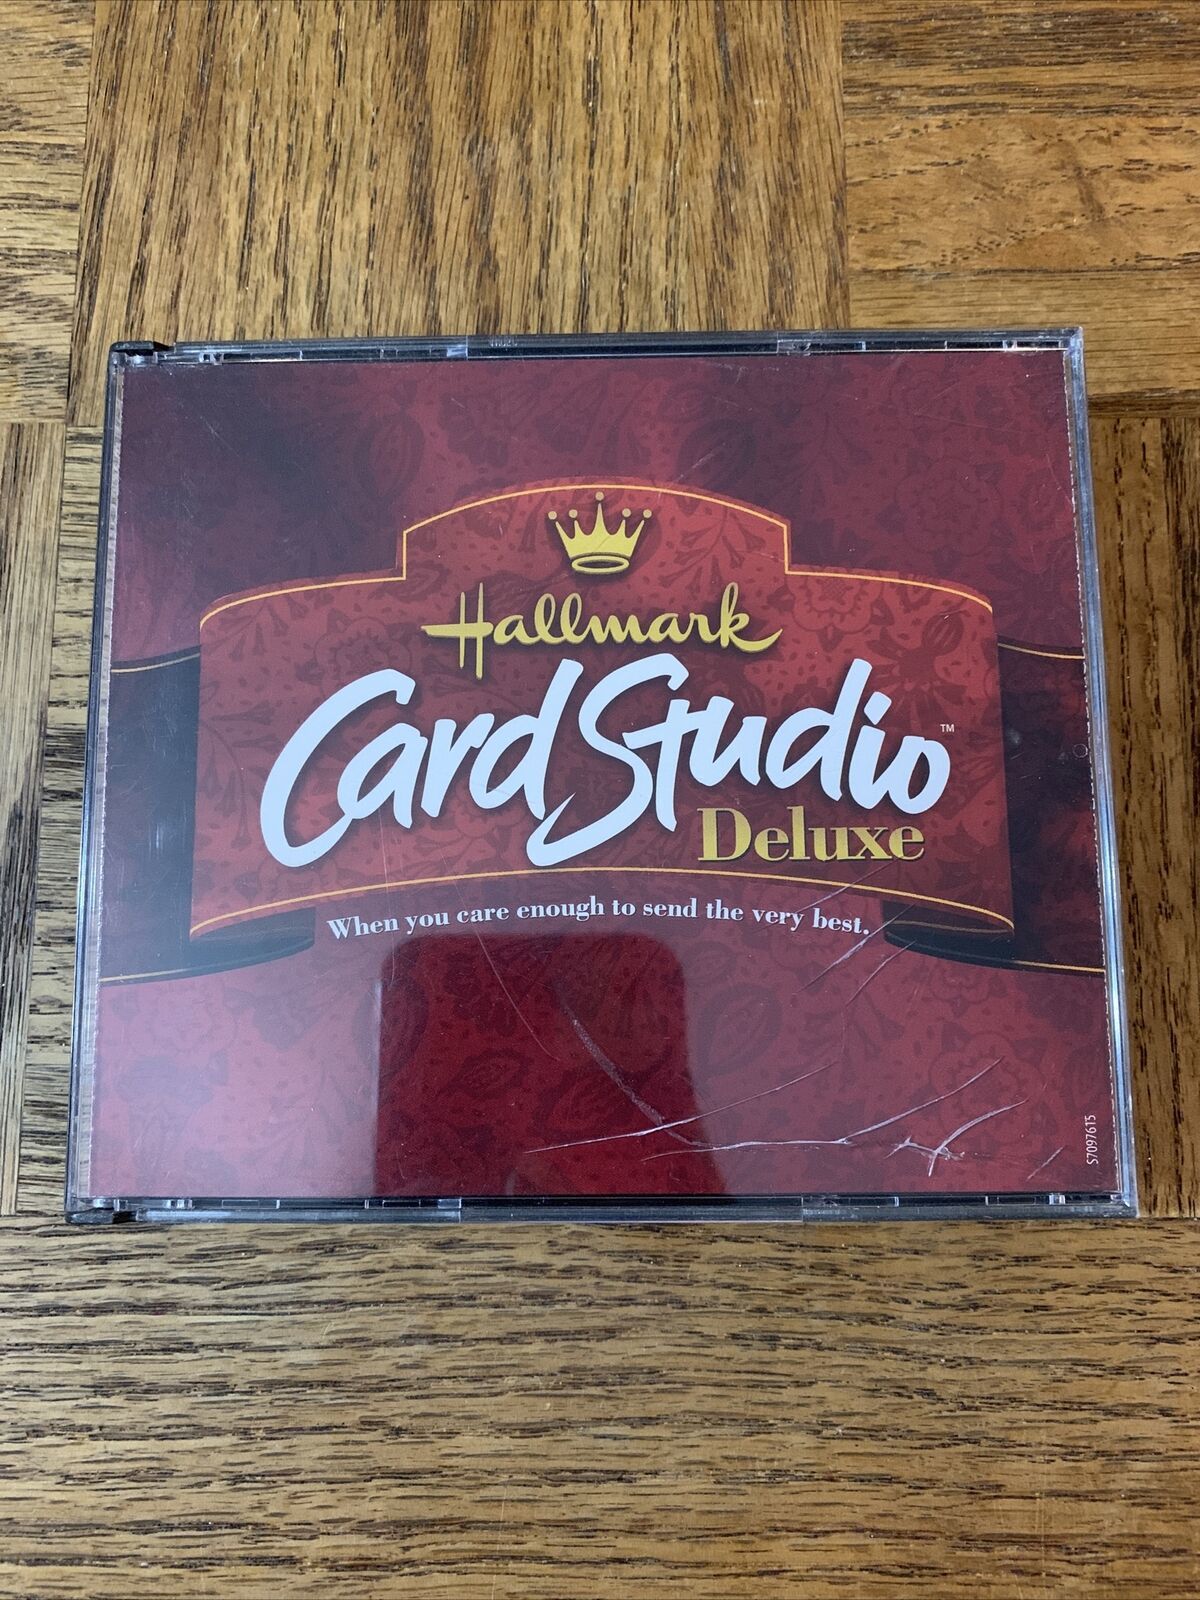 Hallmark
Card Studio™
Deluxe
When you care enough to send the very best.
S7097615